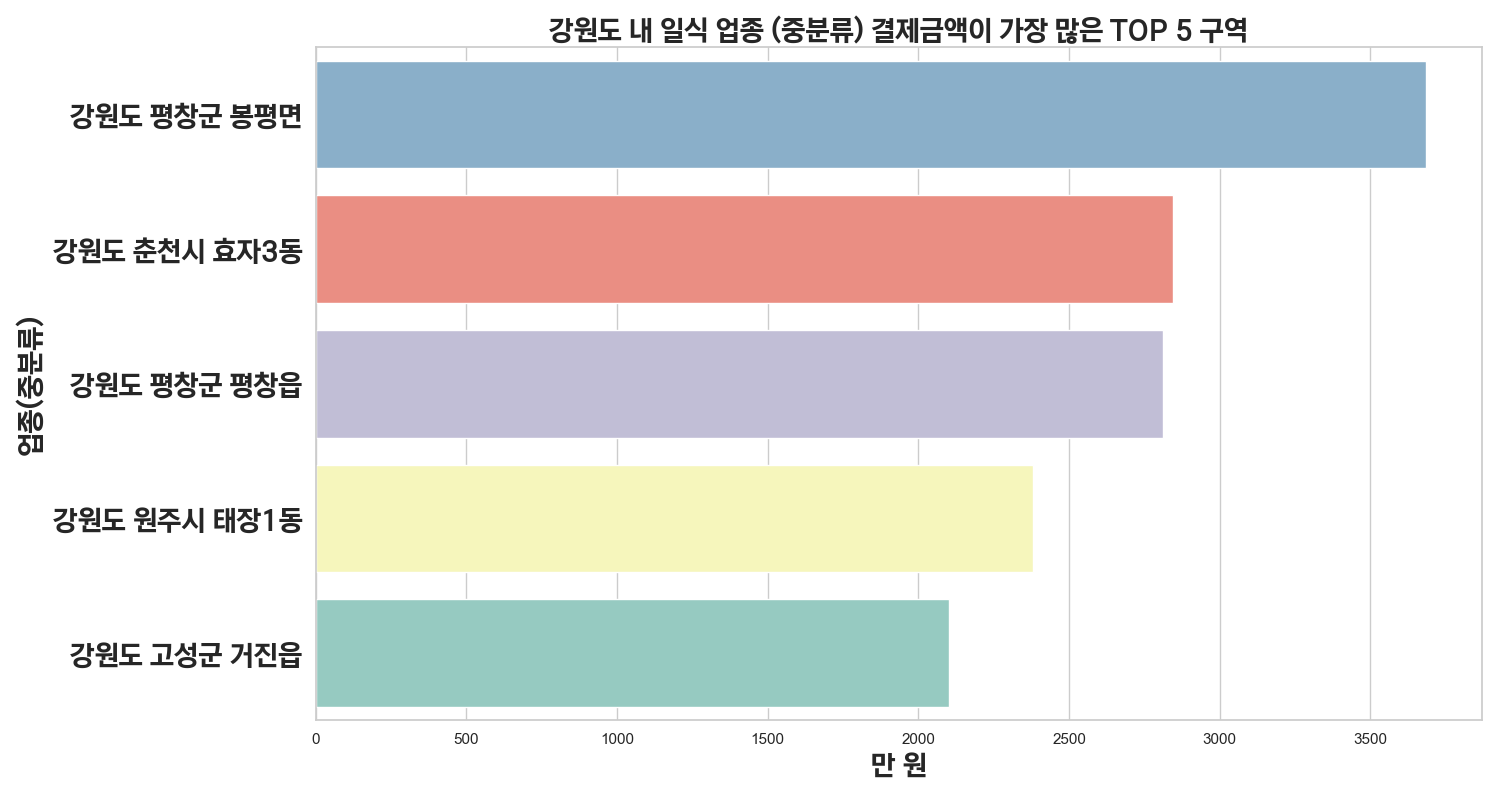 강원도 내 일식 업종 (중분류) 결제금액이 가장 많은 TOP 5 구역
업종(중분류)
강원도 평창군 봉평면
강원도 춘천시 효자3동
강원도 평창군 평창읍
강원도 원주시 태장1동
강원도 고성군 거진읍
0 500 1000 1500 2000 2500 3000 3500
만 원